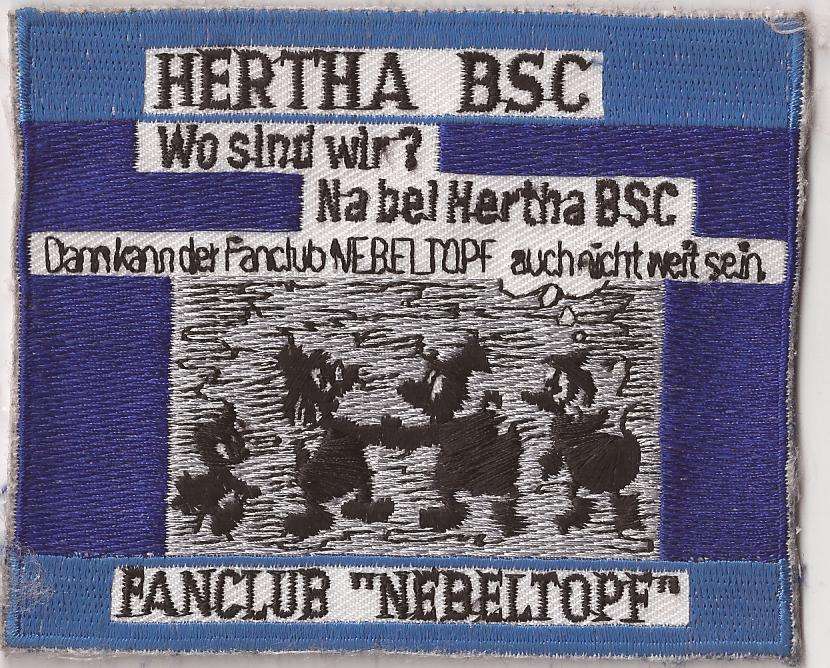 HERTHA BSC
Wo sind wir?
Na bei Hertha BSC
Dann kann der Fanclub NEBELTOPF auch nicht weit sein.
FANCLUB "NEBELTOPF"